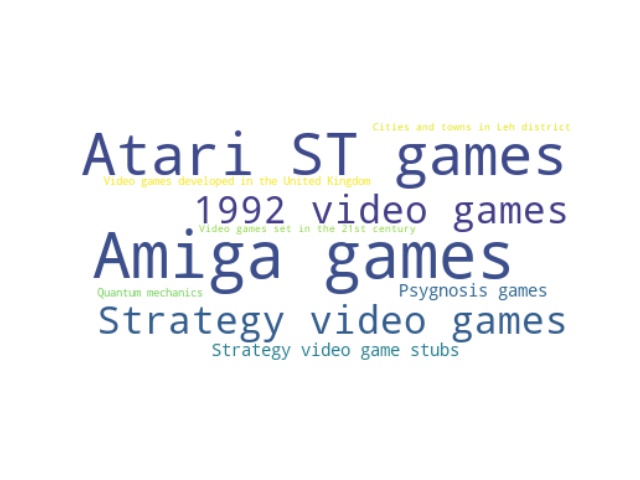 Cities and towns in Leh district
Atari ST games
Video games developed in the United Kingdom
1992 video games
Video games set in the 21st century
Amiga games
Quantum mechanics
Psygnosis games
Strategy video games
Strategy video game stubs